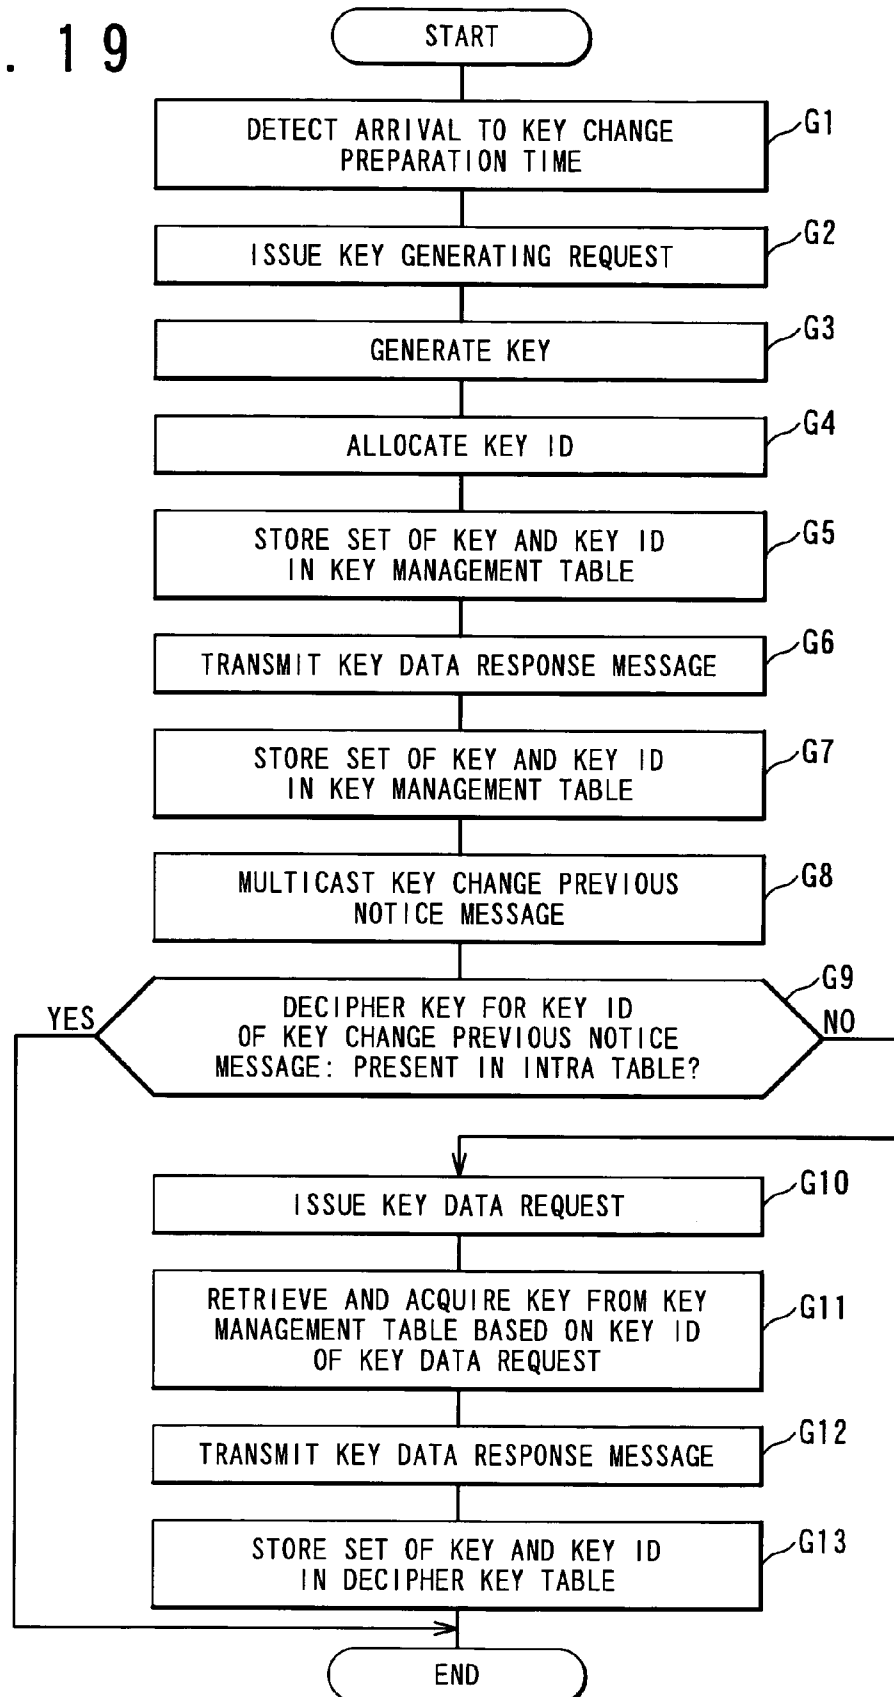 . 19
START
DETECT ARRIVAL TO KEY CHANGE
PREPARATION TIME
G1
ISSUE KEY GENERATING REQUEST
G2
GENERATE KEY
G3
ALLOCATE KEY ID
G4
STORE SET OF KEY AND KEY ID
IN KEY MANAGEMENT TABLE
G5
TRANSMIT KEY DATA RESPONSE MESSAGE
G6
STORE SET OF KEY AND KEY ID
IN KEY MANAGEMENT TABLE
G7
MULTICAST KEY CHANGE PREVIOUS
NOTICE MESSAGE
G8
G9
YES
DECIPHER KEY FOR KEY ID
OF KEY CHANGE PREVIOUS NOTICE
MESSAGE: PRESENT IN INTRA TABLE?
NO
ISSUE KEY DATA REQUEST
G10
RETRIEVE AND ACQUIRE KEY FROM KEY
MANAGEMENT TABLE BASED ON KEY ID
OF KEY DATA REQUEST
G11
TRANSMIT KEY DATA RESPONSE MESSAGE
G12
STORE SET OF KEY AND KEY ID
IN DECIPHER KEY TABLE
G13
END